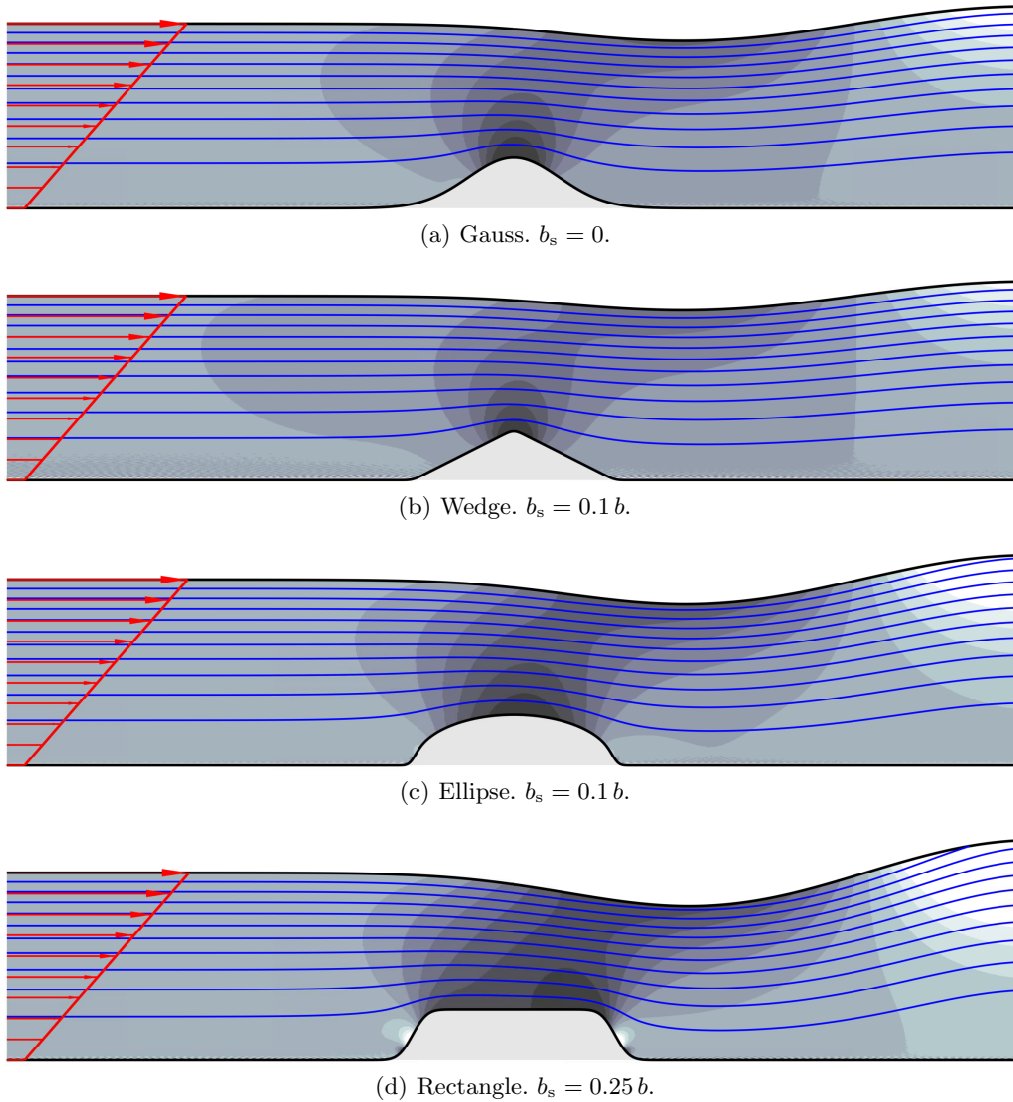 (a) Gauss. b_s = 0.
(b) Wedge. b_s = 0.1 b.
(c) Ellipse. b_s = 0.1 b.
(d) Rectangle. b_s = 0.25 b.